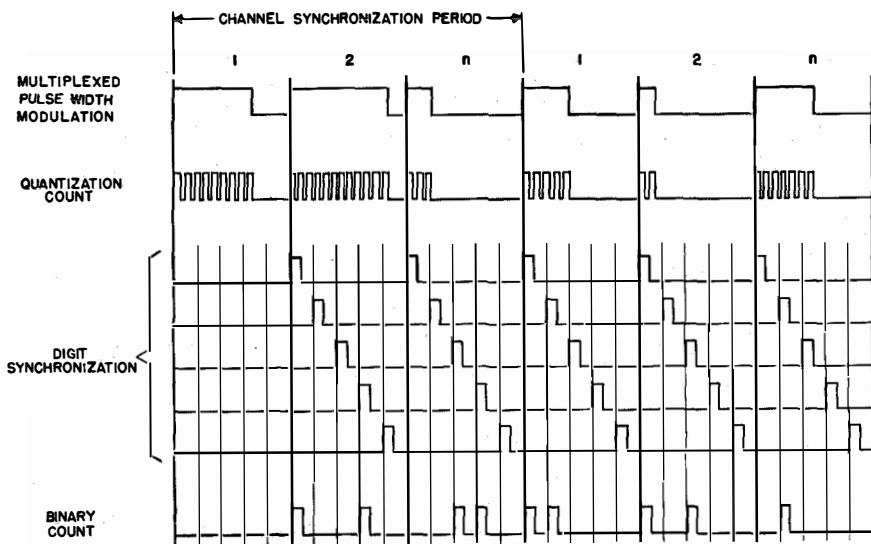 CHANNEL SYNCHRONIZATION PERIOD
1 2 n 1 2 n
MULTIPLEXED
PULSE WIDTH
MODULATION
QUANTIZATION
COUNT
DIGIT
SYNCHRONIZATION
BINARY
COUNT